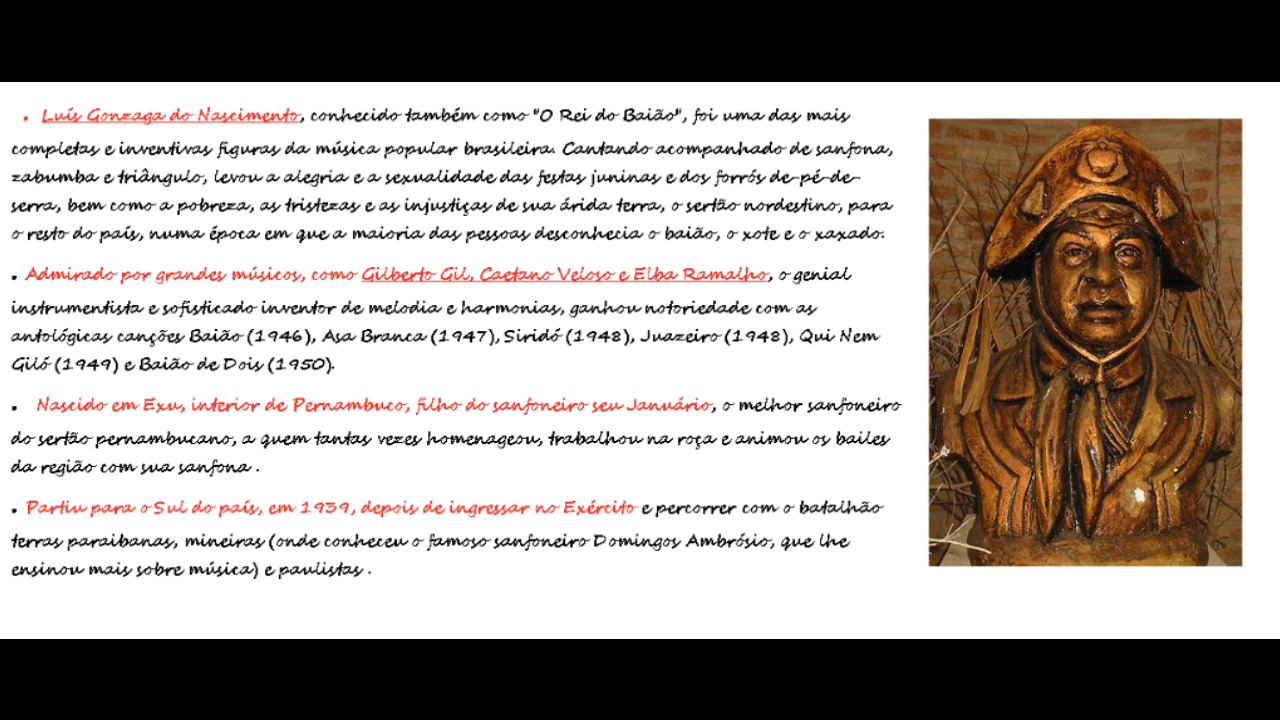 • Luís Gonzaga do Nascimento, conhecido também como "O Rei do Baião", foi uma das mais
completas e inventivas figuras da música popular brasileira. Cantando acompanhado de sanfona,
zabumba e triângulo, levou a alegria e a sexualidade das festas juninas e dos forrós de-pé-de-
serra, bem como a pobreza, as tristezas e as injustiças de sua árida terra, o sertão nordestino, para
o resto do país, numa época em que a maioria das pessoas desconhecia o baião, o xote e o xaxado.
• Admirado por grandes músicos, como Gilberto Gil, Caetano Veloso e Elba Ramalho, o genial
instrumentista e sofisticado inventor de melodia e harmonias, ganhou notoriedade com as
antológicas canções Baião (1946), Asa Branca (1947), Siridó (1948), Juazeiro (1948), Qui Nem
Giló (1949) e Baião de Dois (1950).
• Nascido em Exu, interior de Pernambuco, filho do sanfoneiro seu Januário, o melhor sanfoneiro
do sertão pernambucano, a quem tantas vezes homenageou, trabalhou na roça e animou os bailes
da região com sua sanfona .
• Partiu para o Sul do país, em 1939, depois de ingressar no Exército e percorrer com o batalhão
terras paraibanas, mineiras (onde conheceu o famoso sanfoneiro Domingos Ambrósio, que lhe
ensinou mais sobre música) e paulistas .